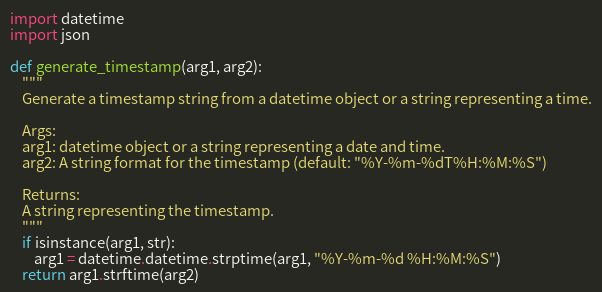 import datetime
import json

def generate_timestamp(arg1, arg2):
    """
    Generate a timestamp string from a datetime object or a string representing a time.

    Args:
    arg1: datetime object or a string representing a date and time.
    arg2: A string format for the timestamp (default: "%Y-%m-%dT%H:%M:%S")

    Returns:
    A string representing the timestamp.
    """
    if isinstance(arg1, str):
        arg1 = datetime.datetime.strptime(arg1, "%Y-%m-%d %H:%M:%S")
    return arg1.strftime(arg2)